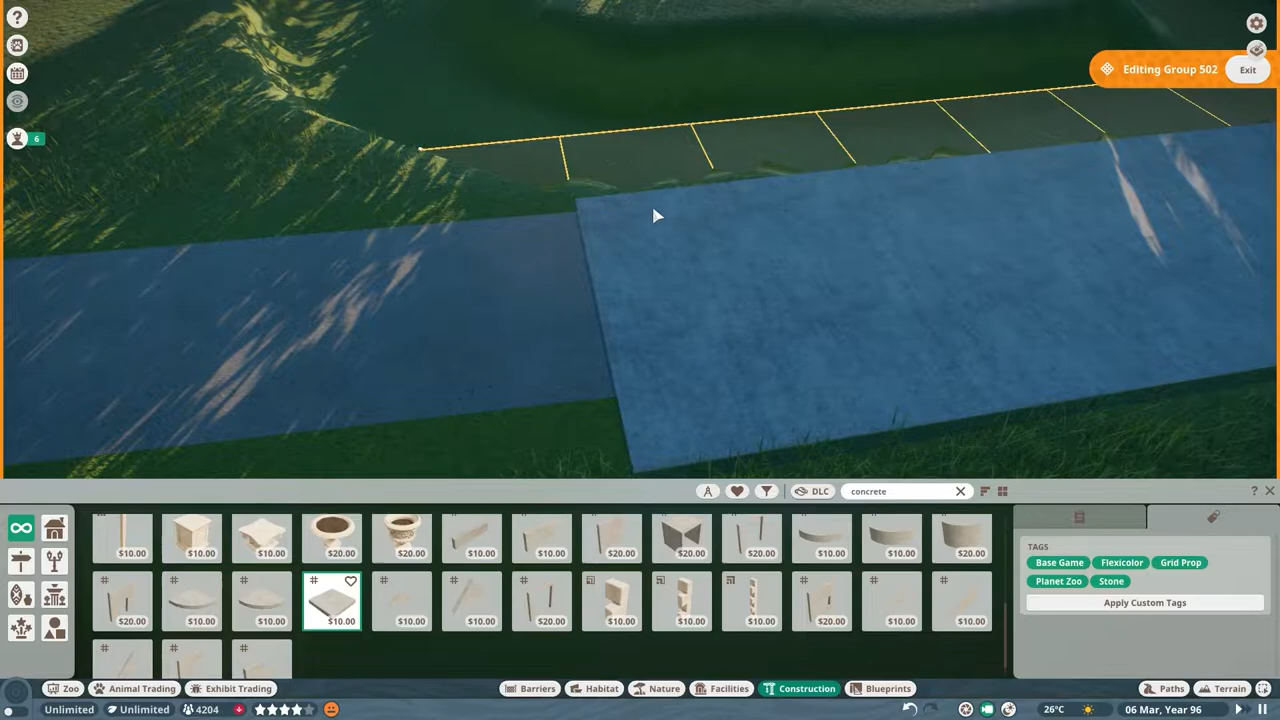 ?
6
Editing Group 502 Exit
DLC concrete
?
$10.00 $10.00 $10.00 $20.00 $20.00 $10.00 $10.00 $20.00 $20.00 $20.00 $10.00 $10.00 $20.00
$20.00 $10.00 $10.00 $10.00 $10.00 $10.00 $20.00 $10.00 $10.00 $10.00 $20.00 $10.00 $10.00
TAGS
Base Game Flexicolor Grid Prop
Planet Zoo Stone
Apply Custom Tags
Zoo Animal Trading Exhibit Trading Barriers Habitat Nature Facilities Construction Blueprints Paths Terrain
Unlimited Unlimited 4204 26°C 06 Mar, Year 96